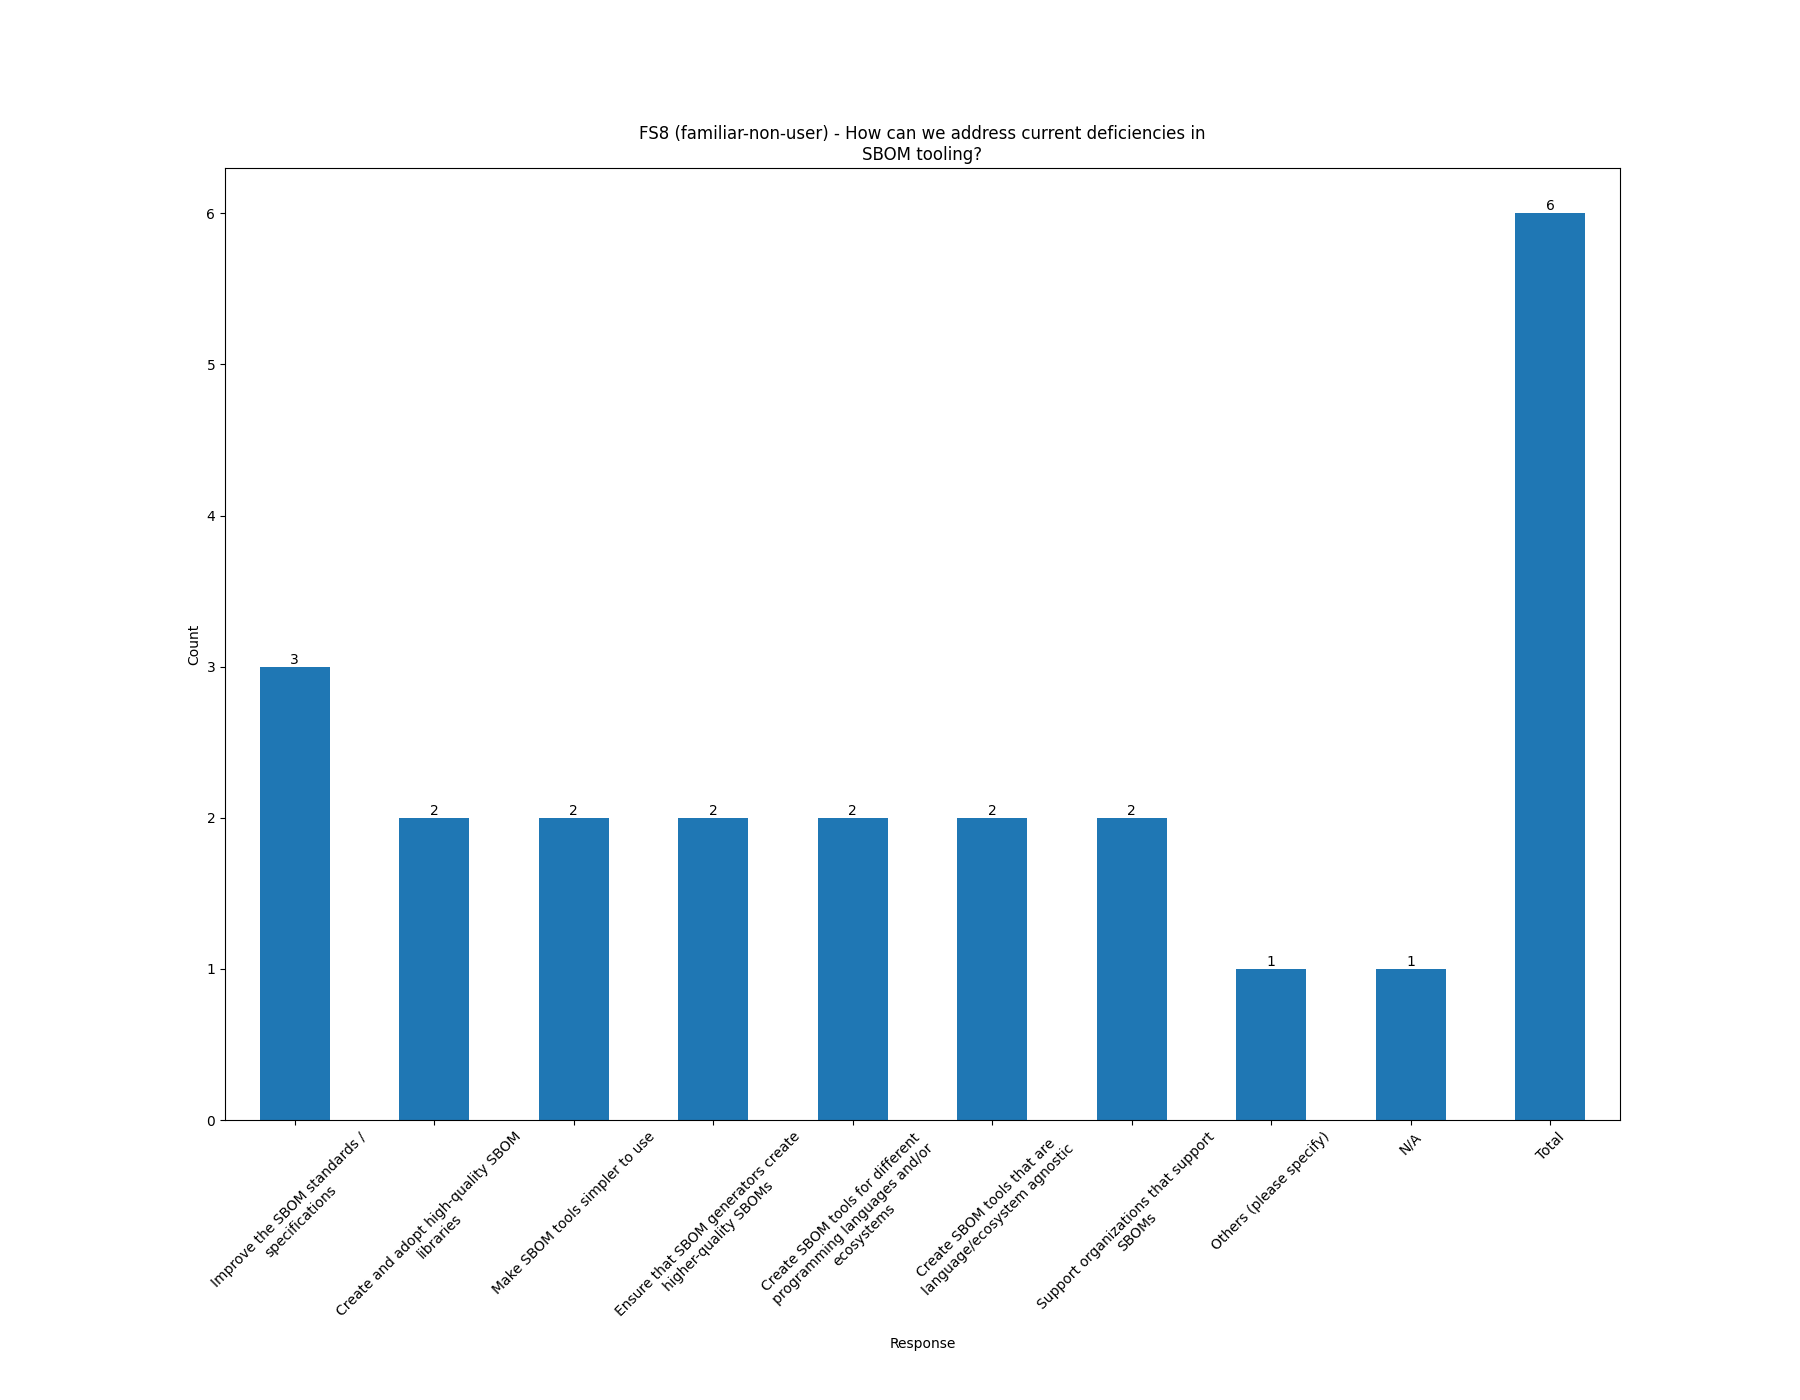 FS8 (familiar-non-user) - How can we address current deficiencies in
SBOM tooling?
Count
6
5
4
3
2
1
0
3
2
2
2
2
2
2
1
1
6
Improve the SBOM standards /
specifications
Create and adopt high-quality SBOM
libraries
Make SBOM tools simpler to use
Ensure that SBOM generators create
higher-quality SBOMs
Create SBOM tools for different
programming languages and/or
ecosystems
Create SBOM tools that are
language/ecosystem agnostic
Support organizations that support
SBOMs
Others (please specify)
N/A
Total
Response